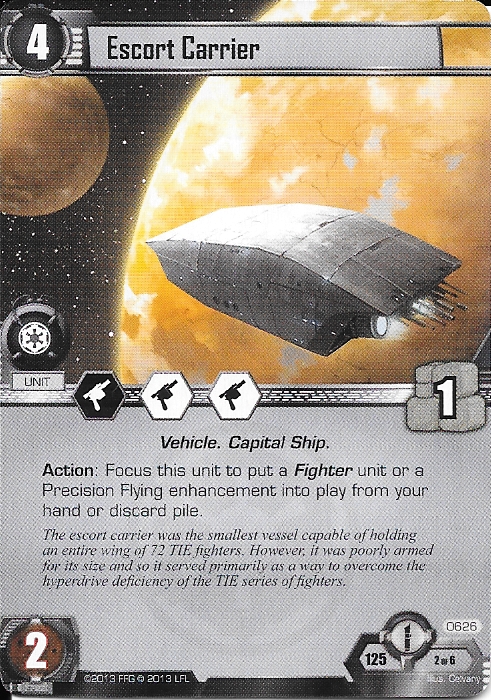 4
Escort Carrier
UNIT
1
Vehicle. Capital Ship.
Action: Focus this unit to put a Fighter unit or a
Precision Flying enhancement into play from your
hand or discard pile.
The escort carrier was the smallest vessel capable of holding
an entire wing of 72 TIE fighters. However, it was poorly armed
for its size and so it served primarily as a way to overcome the
hyperdrive deficiency of the TIE series of fighters.
2
0626
125
2 of 6
©2013 FFG © 2013 LFL
Illus. Calvany